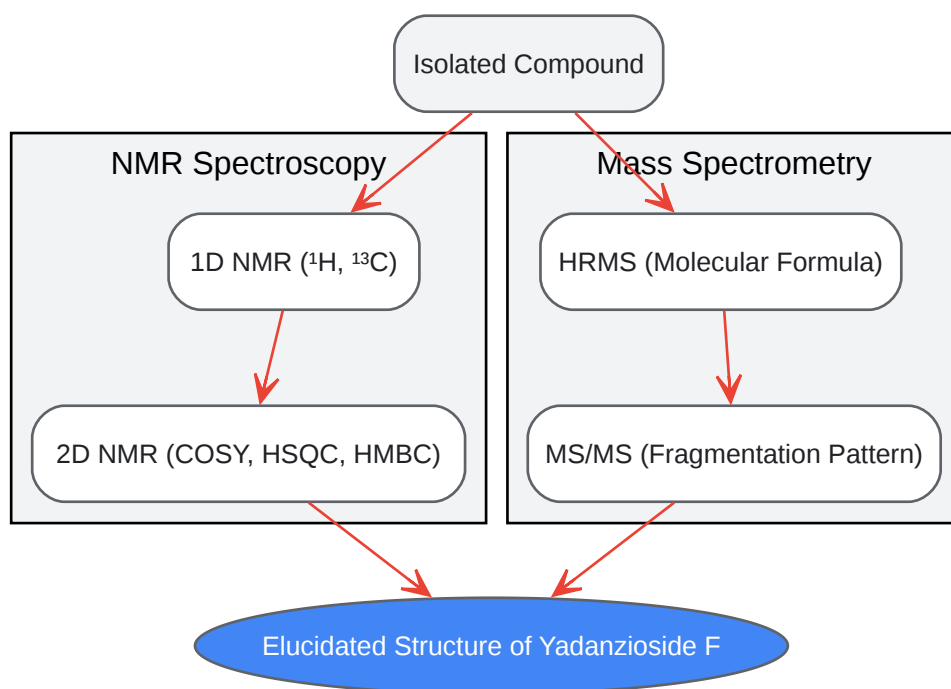 Isolated Compound
NMR Spectroscopy
Mass Spectrometry
1D NMR (¹H, ¹³C)
HRMS (Molecular Formula)
2D NMR (COSY, HSQC, HMBC)
MS/MS (Fragmentation Pattern)
Elucidated Structure of Yadanzioside F